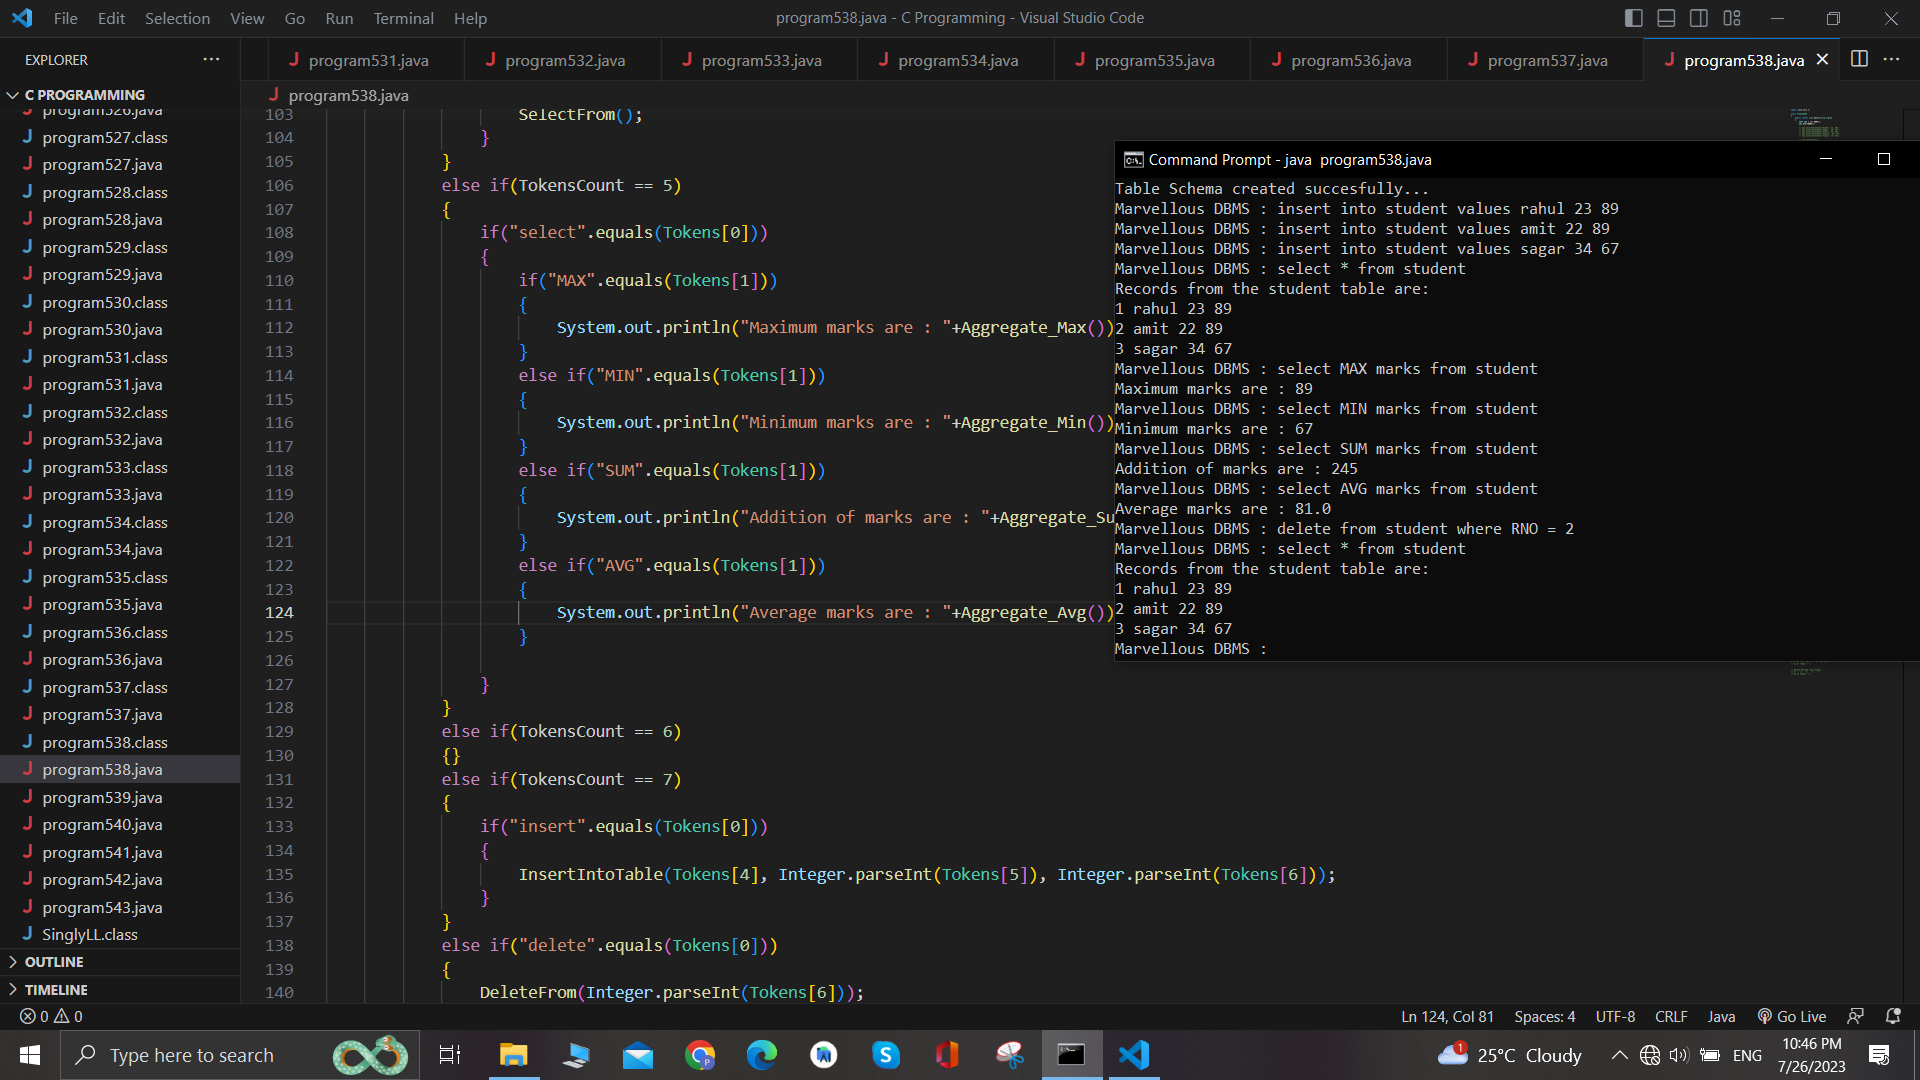 File Edit Selection View Go Run Terminal Help
program538.java - C Programming - Visual Studio Code
EXPLORER
program531.java program532.java program533.java program534.java program535.java program536.java program537.java program538.java
C PROGRAMMING
program538.java
program526.java
program527.class
program527.java
program528.class
program528.java
program529.class
program529.java
program530.class
program530.java
program531.class
program531.java
program532.class
program532.java
program533.class
program533.java
program534.class
program534.java
program535.class
program535.java
program536.class
program536.java
program537.class
program537.java
program538.class
program538.java
program539.java
program540.java
program541.java
program542.java
program543.java
SinglyLL.class
OUTLINE
TIMELINE
103 SelectFrom();
104 }
105 }
106 else if(TokensCount == 5)
107 {
108 if("select".equals(Tokens[0]))
109 {
110 if("MAX".equals(Tokens[1]))
111 {
112 System.out.println("Maximum marks are : "+Aggregate_Max())
113 }
114 else if("MIN".equals(Tokens[1]))
115 {
116 System.out.println("Minimum marks are : "+Aggregate_Min())
117 }
118 else if("SUM".equals(Tokens[1]))
119 {
120 System.out.println("Addition of marks are : "+Aggregate_Su
121 }
122 else if("AVG".equals(Tokens[1]))
123 {
124 System.out.println("Average marks are : "+Aggregate_Avg())
125 }
126
127 }
128 }
129 else if(TokensCount == 6)
130 {}
131 else if(TokensCount == 7)
132 {
133 if("insert".equals(Tokens[0]))
134 {
135 InsertIntoTable(Tokens[4], Integer.parseInt(Tokens[5]), Integer.parseInt(Tokens[6]));
136 }
137 }
138 else if("delete".equals(Tokens[0]))
139 {
140 DeleteFrom(Integer.parseInt(Tokens[6]));
Command Prompt - java program538.java
Table Schema created succesfully...
Marvellous DBMS : insert into student values rahul 23 89
Marvellous DBMS : insert into student values amit 22 89
Marvellous DBMS : insert into student values sagar 34 67
Marvellous DBMS : select * from student
Records from the student table are:
1 rahul 23 89
2 amit 22 89
3 sagar 34 67
Marvellous DBMS : select MAX marks from student
Maximum marks are : 89
Marvellous DBMS : select MIN marks from student
Minimum marks are : 67
Marvellous DBMS : select SUM marks from student
Addition of marks are : 245
Marvellous DBMS : select AVG marks from student
Average marks are : 81.0
Marvellous DBMS : delete from student where RNO = 2
Marvellous DBMS : select * from student
Records from the student table are:
1 rahul 23 89
2 amit 22 89
3 sagar 34 67
Marvellous DBMS :
0 0
Ln 124, Col 81 Spaces: 4 UTF-8 CRLF Java Go Live
Type here to search
1 25°C Cloudy ENG
10:46 PM
7/26/2023